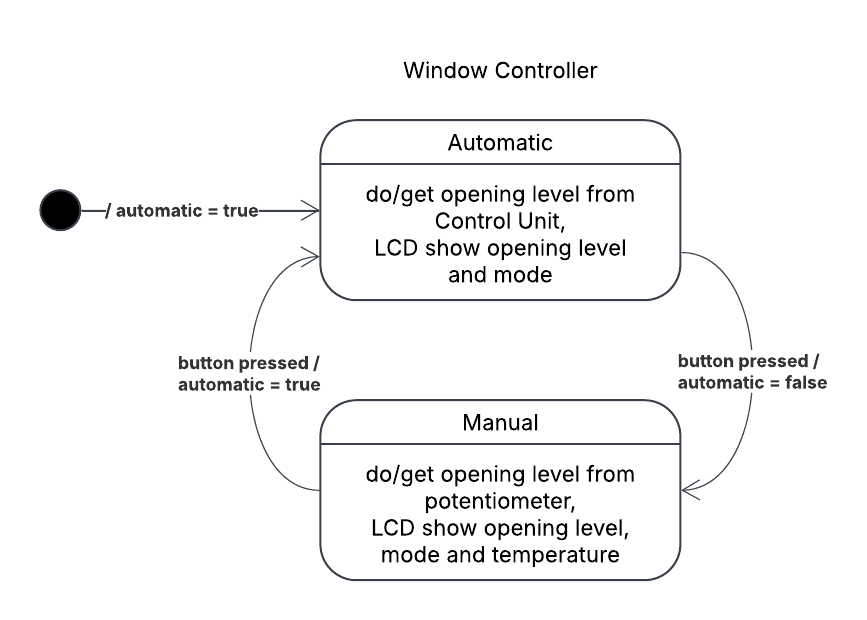 Window Controller
Automatic
/ automatic = true
do/get opening level from
Control Unit,
LCD show opening level
and mode
button pressed /
automatic = true
button pressed /
automatic = false
Manual
do/get opening level from
potentiometer,
LCD show opening level,
mode and temperature